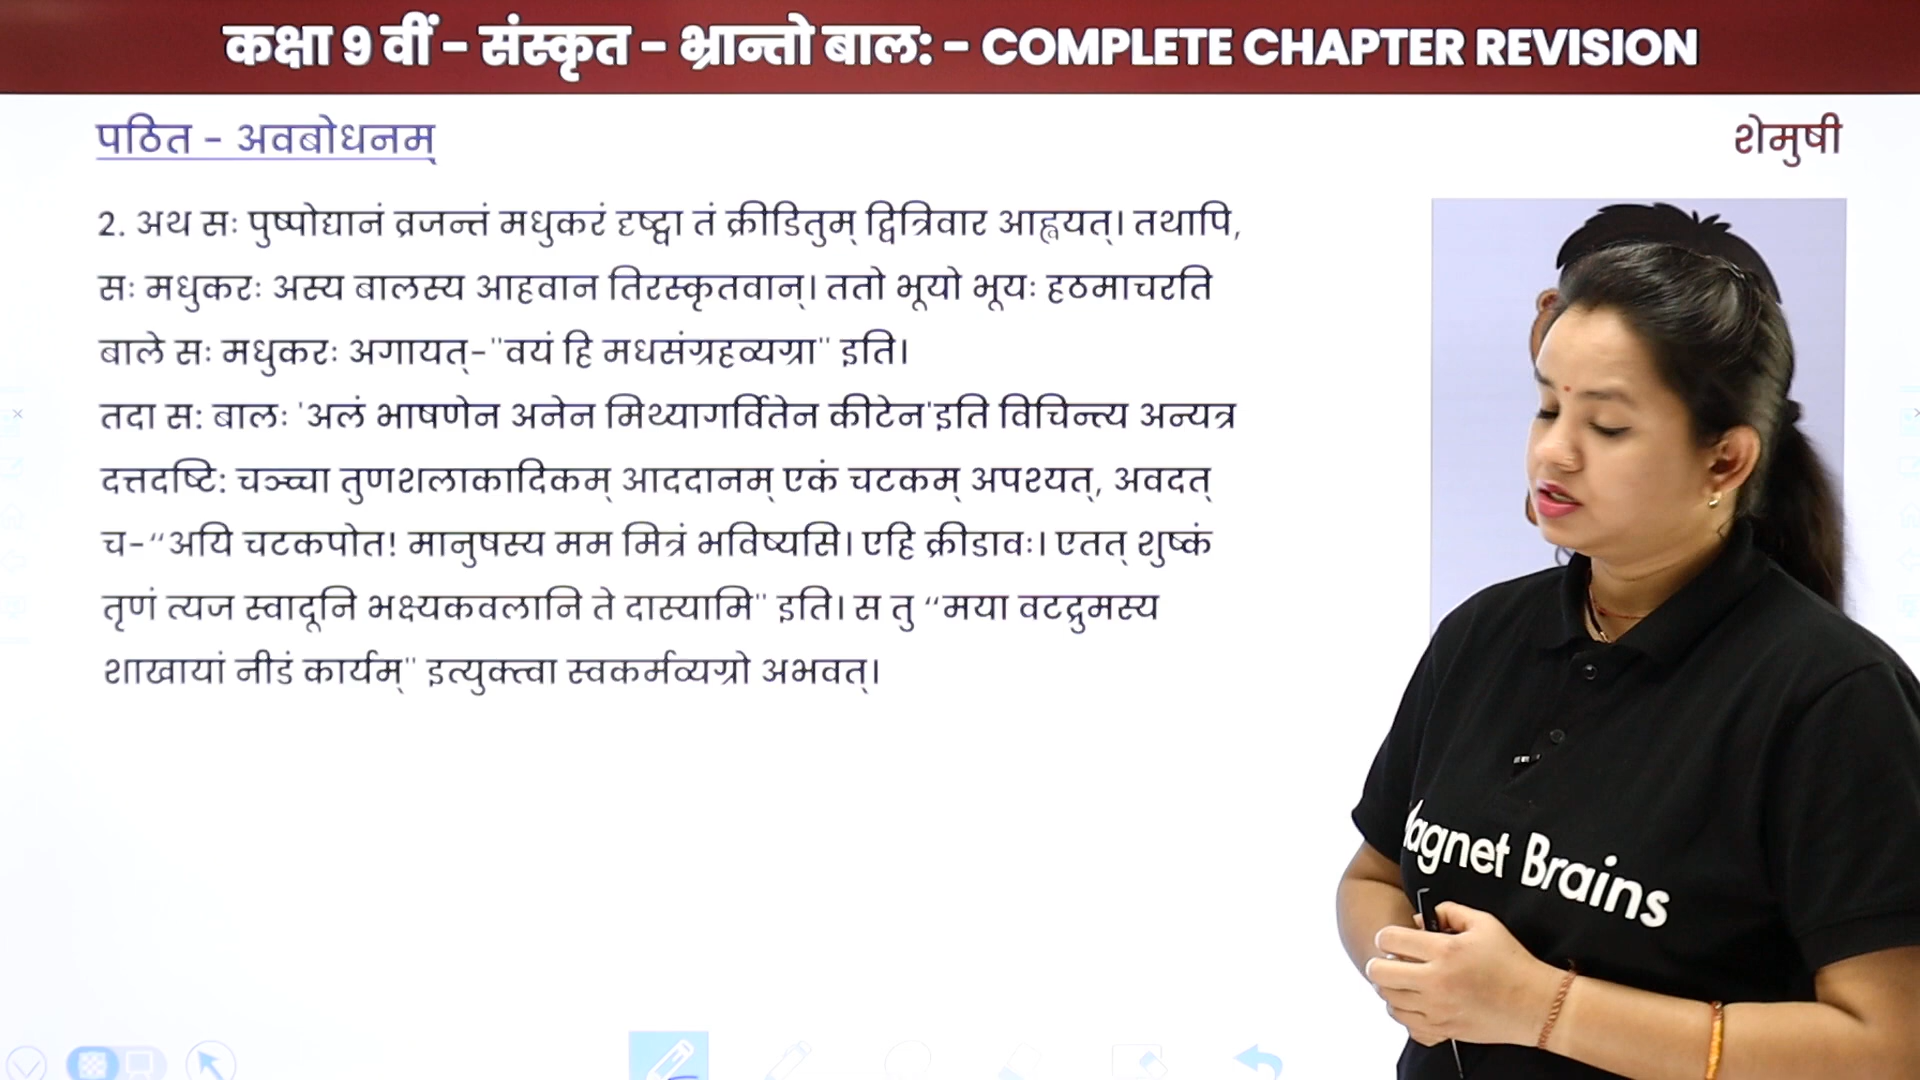 कक्षा 9 वीं - संस्कृत - भ्रान्तो बाल: - COMPLETE CHAPTER REVISION
पठित - अवबोधनम्
शेमुषी
2. अथ सः पुष्पोद्यानं व्रजन्तं मधुकरं दृष्ट्वा तं क्रीडितुम् द्वित्रिवार आह्वयत्। तथापि,
सः मधुकरः अस्य बालस्य आहवान तिरस्कृतवान्। ततो भूयो भूयः हठमाचरति
बाले सः मधुकरः अगायत्-"वयं हि मधसंग्रहव्यग्रा" इति।
तदा स: बालः 'अलं भाषणेन अनेन मिथ्यागर्वितेन कीटेन'इति विचिन्त्य अन्यत्र
दत्तदष्टि: चञ्च्चा तुणशलाकादिकम् आददानम् एकं चटकम् अपश्यत्, अवदत्
च-“अयि चटकपोत! मानुषस्य मम मित्रं भविष्यसि। एहि क्रीडावः। एतत् शुष्कं
तृणं त्यज स्वादूनि भक्ष्यकवलानि ते दास्यामि" इति। स तु “मया वटद्रुमस्य
शाखायां नीडं कार्यम्" इत्युक्त्वा स्वकर्मव्यग्रो अभवत्।
agnet Brains